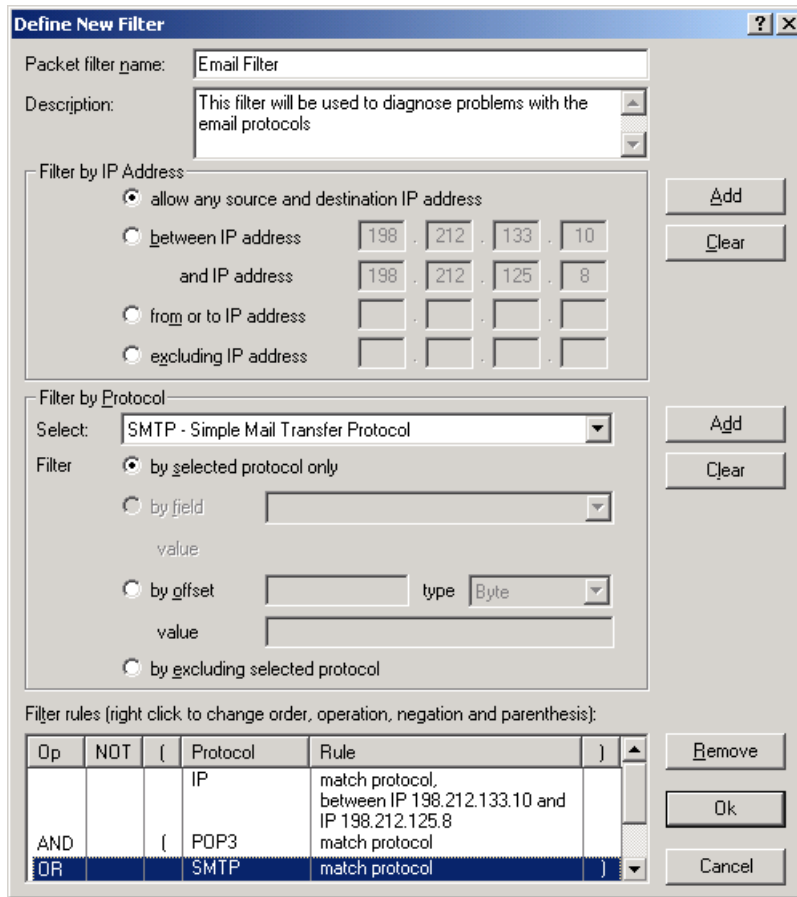 Define New Filter
Packet filter name: Email Filter
Description: This filter will be used to diagnose problems with the
email protocols
Filter by IP Address
allow any source and destination IP address
Add
between IP address 198 . 212 . 133 . 10
Clear
and IP address 198 . 212 . 125 . 8
from or to IP address . . .
excluding IP address . . .
Filter by Protocol
Select: SMTP - Simple Mail Transfer Protocol
Add
Filter by selected protocol only
Clear
by field
value
by offset type Byte
value
by excluding selected protocol
Filter rules (right click to change order, operation, negation and parenthesis):
Op NOT ( Protocol Rule )
Remove
IP match protocol,
between IP 198.212.133.10 and
IP 198.212.125.8
Ok
AND ( POP3 match protocol
OR SMTP match protocol )
Cancel